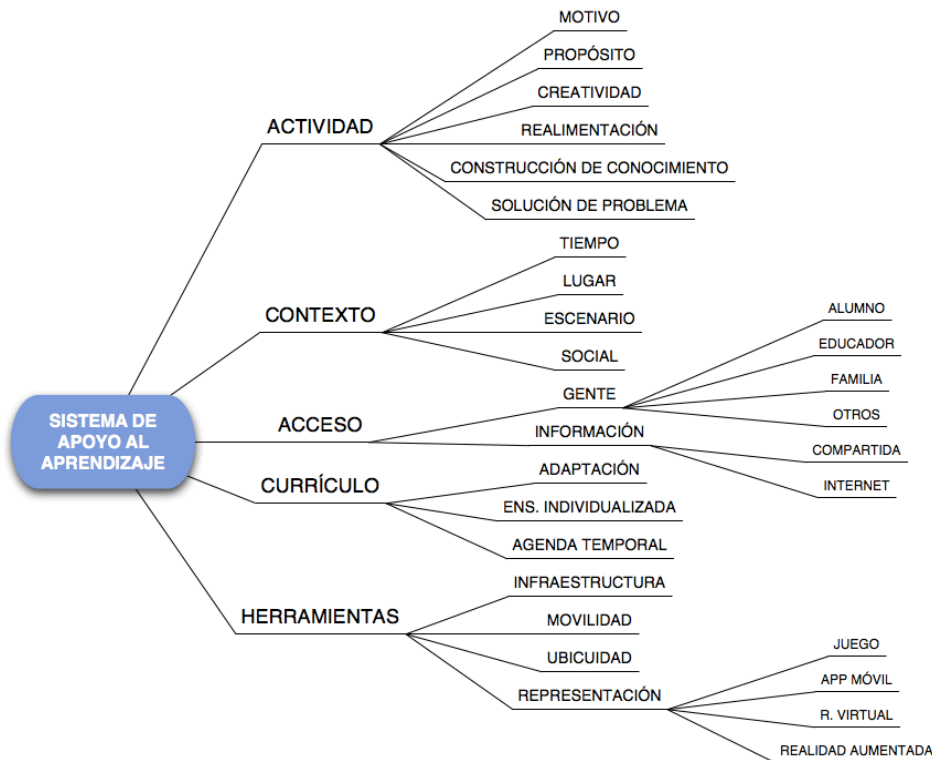 SISTEMA DE
APOYO AL
APRENDIZAJE
ACTIVIDAD
MOTIVO
PROPÓSITO
CREATIVIDAD
REALIMENTACIÓN
CONSTRUCCIÓN DE CONOCIMIENTO
SOLUCIÓN DE PROBLEMA
CONTEXTO
TIEMPO
LUGAR
ESCENARIO
SOCIAL
ACCESO
GENTE
ALUMNO
EDUCADOR
FAMILIA
OTROS
INFORMACIÓN
COMPARTIDA
INTERNET
CURRÍCULO
ADAPTACIÓN
ENS. INDIVIDUALIZADA
AGENDA TEMPORAL
HERRAMIENTAS
INFRAESTRUCTURA
MOVILIDAD
UBICUIDAD
REPRESENTACIÓN
JUEGO
APP MÓVIL
R. VIRTUAL
REALIDAD AUMENTADA